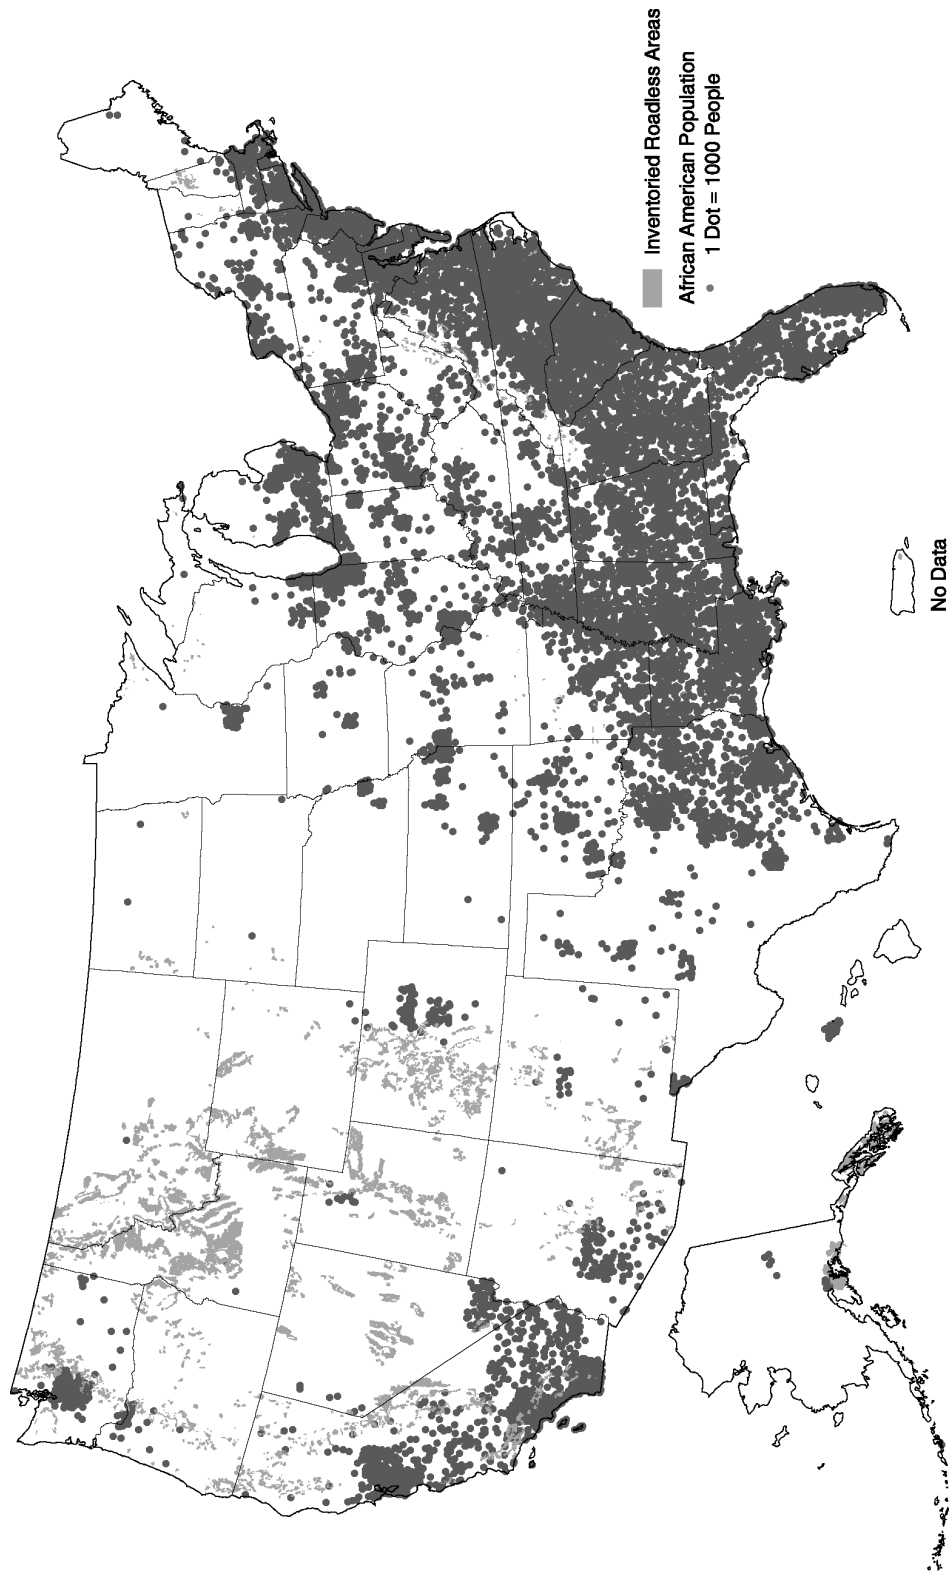 Inventoried Roadless Areas
African American Population
1 Dot = 1000 People
No Data